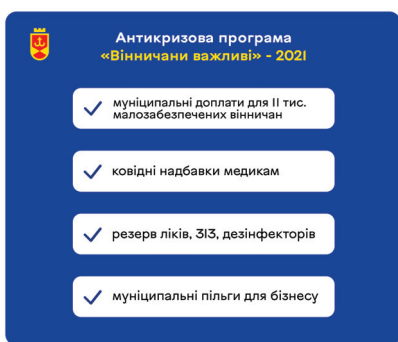 Антикризова програма
«Вінничани важливі» - 2021
муніципальні доплати для 11 тис.
малозабезпечених вінничан
ковідні надбавки медикам
резерв ліків, ЗІЗ, дезінфекторів
муніципальні пільги для бізнесу